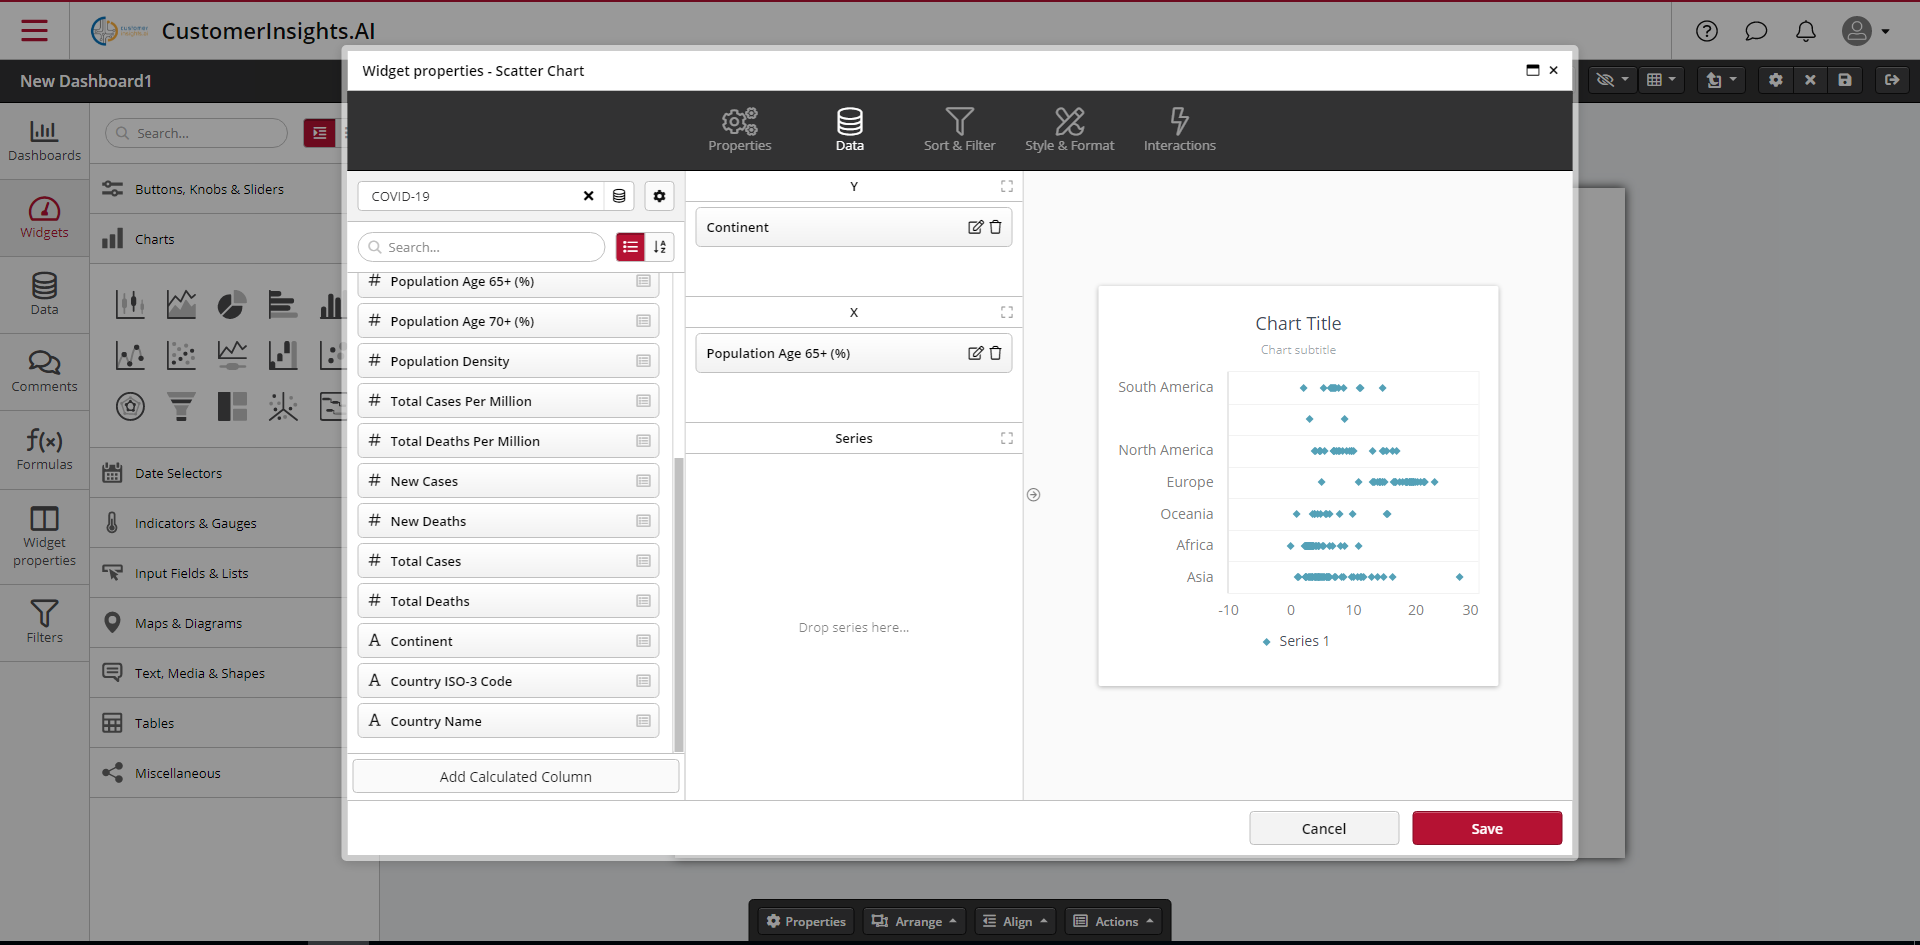 CustomerInsights.AI
New Dashboard1
Widget properties - Scatter Chart
Properties
Data
Sort & Filter
Style & Format
Interactions
Dashboards
Widgets
Data
Comments
f(x)
Formulas
Widget
properties
Filters
Search...
Buttons, Knobs & Sliders
Charts
Date Selectors
Indicators & Gauges
Input Fields & Lists
Maps & Diagrams
Text, Media & Shapes
Tables
Miscellaneous
COVID-19
Search...
# Population Age 65+ (%)
# Population Age 70+ (%)
# Population Density
# Total Cases Per Million
# Total Deaths Per Million
# New Cases
# New Deaths
# Total Cases
# Total Deaths
A Continent
A Country ISO-3 Code
A Country Name
Add Calculated Column
Y
Continent
X
Population Age 65+ (%)
Series
Drop series here...
Chart Title
Chart subtitle
South America
North America
Europe
Oceania
Africa
Asia
-10 0 10 20 30
Series 1
Cancel
Save
Properties
Arrange
Align
Actions